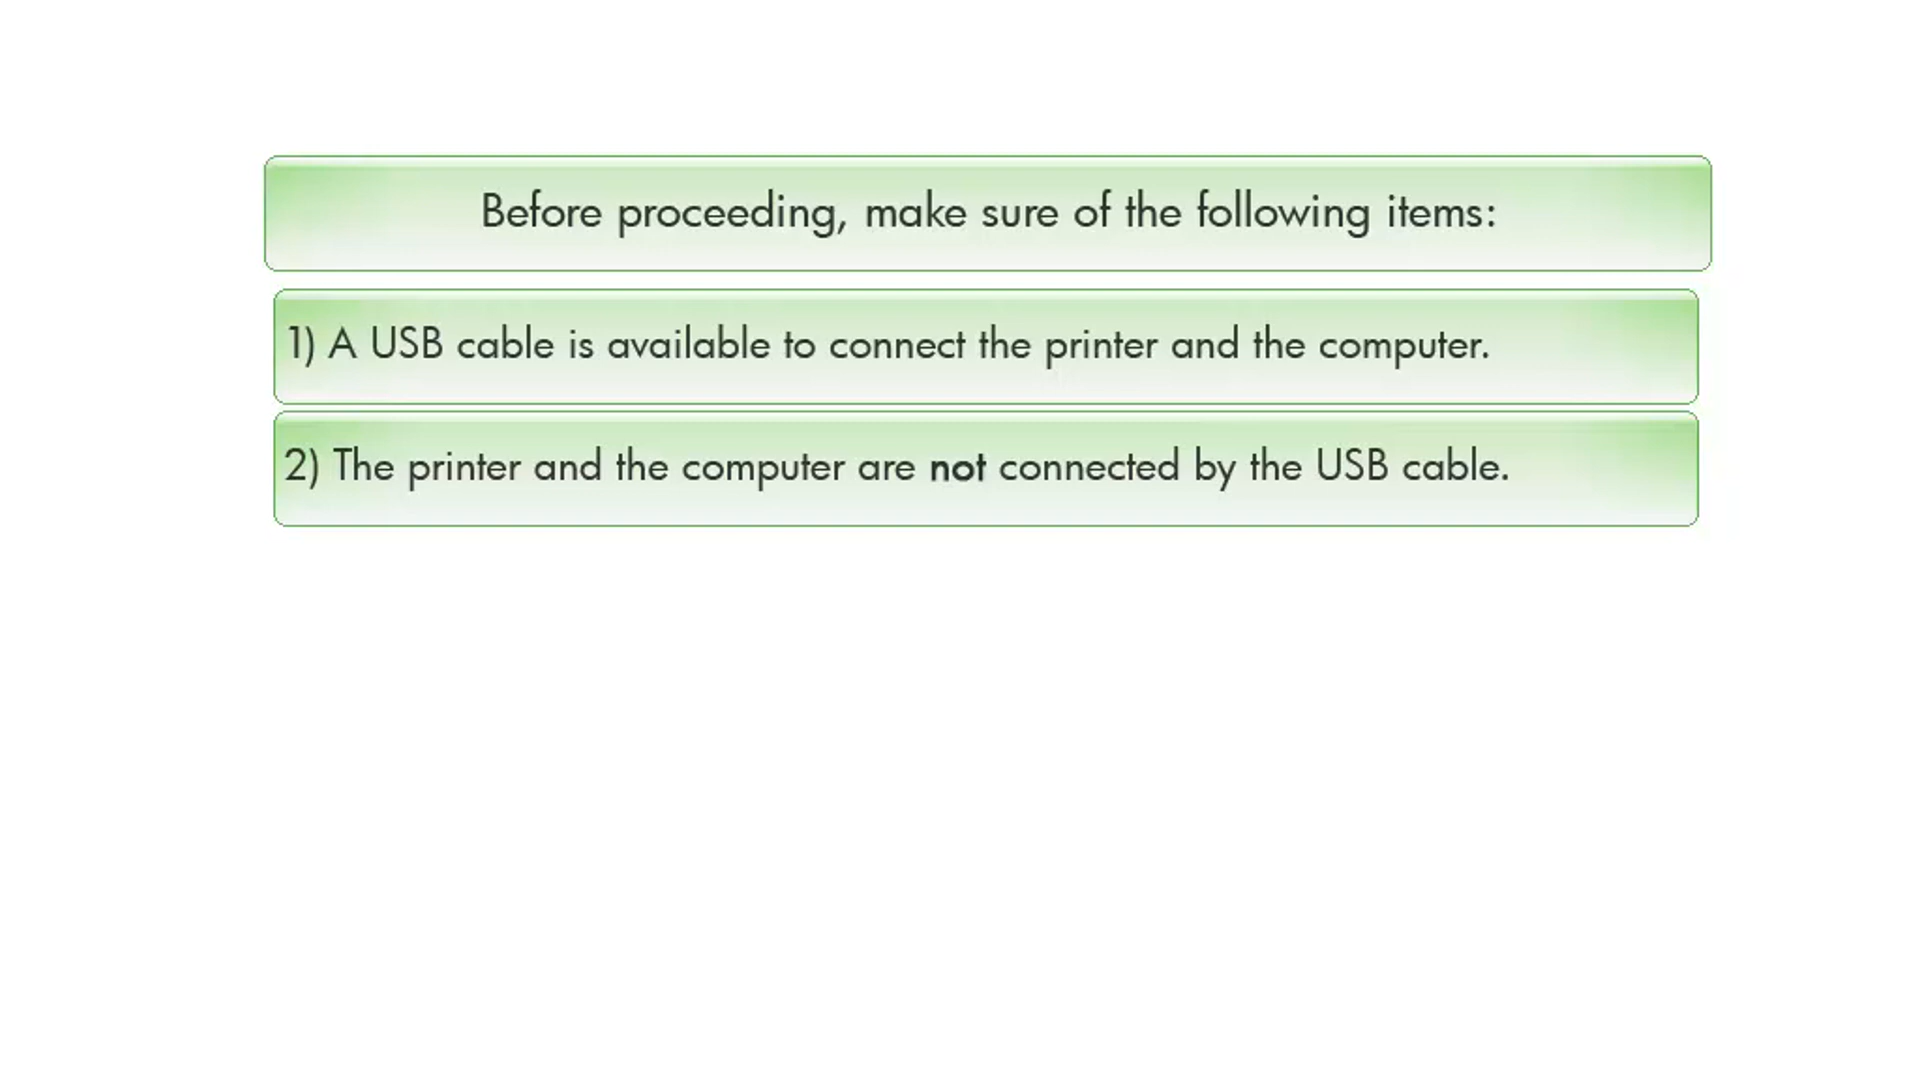 Before proceeding, make sure of the following items:
1) A USB cable is available to connect the printer and the computer.
2) The printer and the computer are not connected by the USB cable.